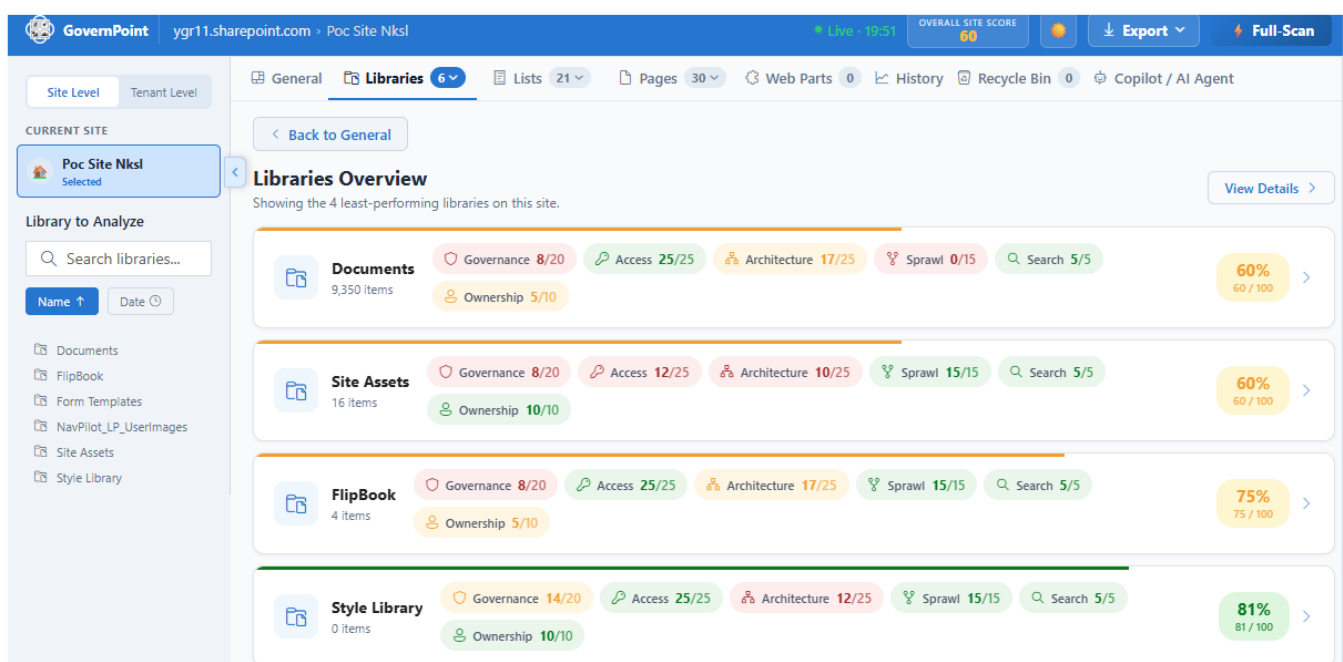 GovernPoint ygr11.sharepoint.com › Poc Site Nksl Live · 19:51 OVERALL SITE SCORE 60 Export Full-Scan
Site Level Tenant Level
General Libraries 6 Lists 21 Pages 30 Web Parts 0 History Recycle Bin 0 Copilot / AI Agent
CURRENT SITE
Poc Site Nksl
Selected
Library to Analyze
Search libraries...
Name ↑ Date
Documents
FlipBook
Form Templates
NavPilot_LP_UserImages
Site Assets
Style Library
Back to General
Libraries Overview
Showing the 4 least-performing libraries on this site.
View Details
Documents
9,350 items
Governance 8/20 Access 25/25 Architecture 17/25 Sprawl 0/15 Search 5/5
Ownership 5/10
60%
60 / 100
Site Assets
16 items
Governance 8/20 Access 12/25 Architecture 10/25 Sprawl 15/15 Search 5/5
Ownership 10/10
60%
60 / 100
FlipBook
4 items
Governance 8/20 Access 25/25 Architecture 17/25 Sprawl 15/15 Search 5/5
Ownership 5/10
75%
75 / 100
Style Library
0 items
Governance 14/20 Access 25/25 Architecture 12/25 Sprawl 15/15 Search 5/5
Ownership 10/10
81%
81 / 100